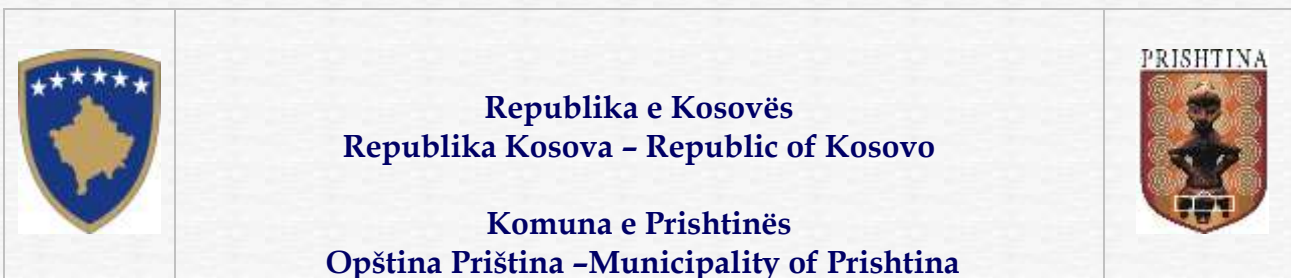 PRISHTINA
Republika e Kosovës
Republika Kosova – Republic of Kosovo
Komuna e Prishtinës
Opština Priština –Municipality of Prishtina